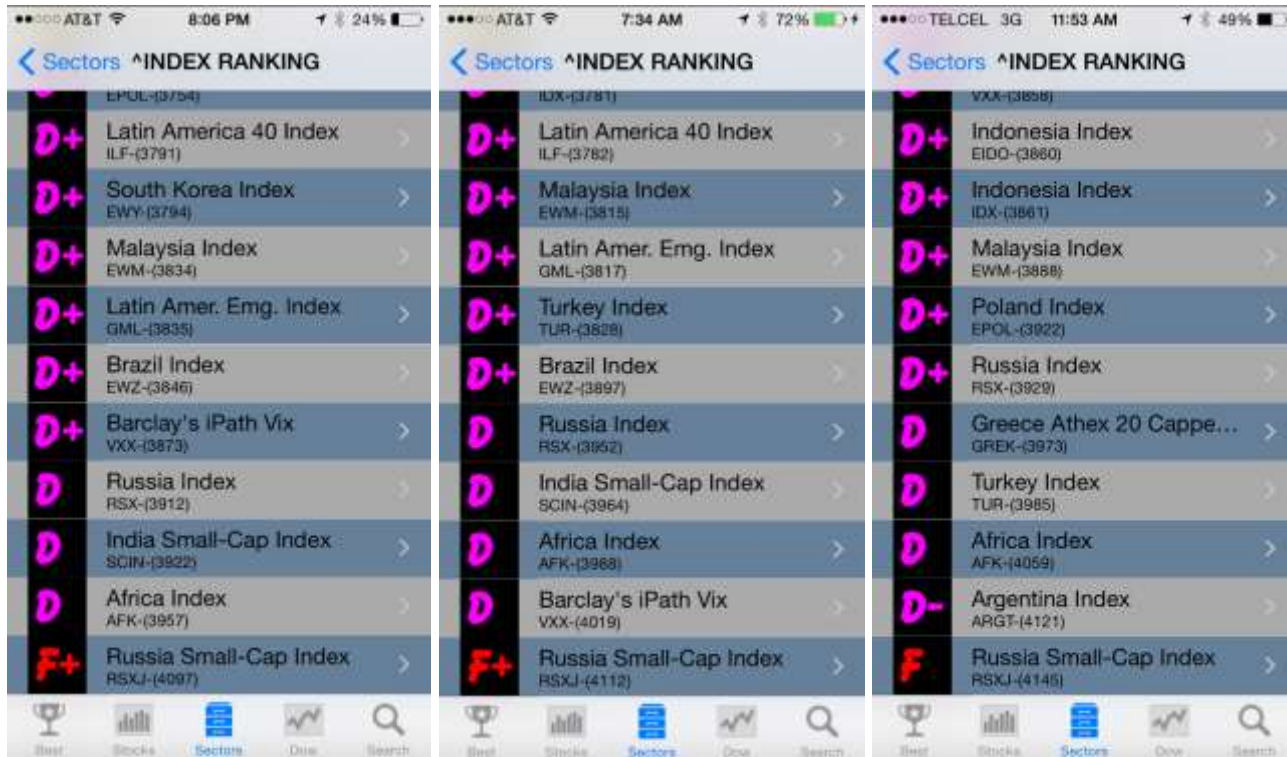 AT&T 8:06 PM 24%
Sectors ^INDEX RANKING
EPOL-(3754)
D+ Latin America 40 Index
ILF-(3791)
D+ South Korea Index
EWY-(3794)
D+ Malaysia Index
EWM-(3834)
D+ Latin Amer. Emg. Index
GML-(3835)
D+ Brazil Index
EWZ-(3846)
D+ Barclay's iPath Vix
VXX-(3873)
D Russia Index
RSX-(3912)
D India Small-Cap Index
SCIN-(3922)
D Africa Index
AFK-(3957)
F+ Russia Small-Cap Index
RSXJ-(4097)
Best Stocks Sectors Dow Search
AT&T 7:34 AM 72%
Sectors ^INDEX RANKING
IDX-(3781)
D+ Latin America 40 Index
ILF-(3782)
D+ Malaysia Index
EWM-(3815)
D+ Latin Amer. Emg. Index
GML-(3817)
D+ Turkey Index
TUR-(3828)
D+ Brazil Index
EWZ-(3897)
D Russia Index
RSX-(3952)
D India Small-Cap Index
SCIN-(3964)
D Africa Index
AFK-(3988)
D Barclay's iPath Vix
VXX-(4019)
F+ Russia Small-Cap Index
RSXJ-(4112)
Best Stocks Sectors Dow Search
TELCEL 3G 11:53 AM 49%
Sectors ^INDEX RANKING
VXX-(3858)
D+ Indonesia Index
EIDO-(3860)
D+ Indonesia Index
IDX-(3861)
D+ Malaysia Index
EWM-(3888)
D+ Poland Index
EPOL-(3922)
D+ Russia Index
RSX-(3929)
D Greece Athex 20 Cappe...
GREK-(3973)
D Turkey Index
TUR-(3985)
D Africa Index
AFK-(4059)
D- Argentina Index
ARGT-(4121)
F Russia Small-Cap Index
RSXJ-(4145)
Best Stocks Sectors Dow Search